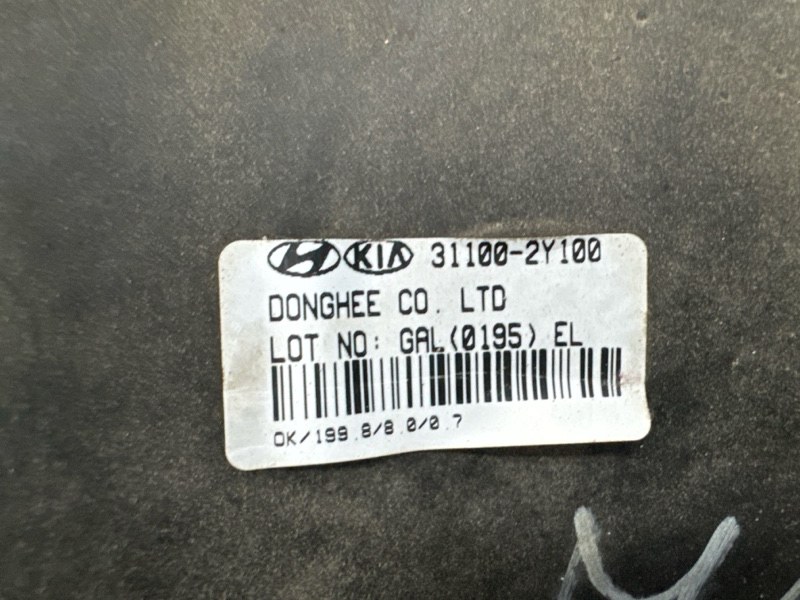 KIA 31100-2Y100
DONGHEE CO. LTD
LOT NO: GAL(0195) EL
OK/199.8/8.0/0.7